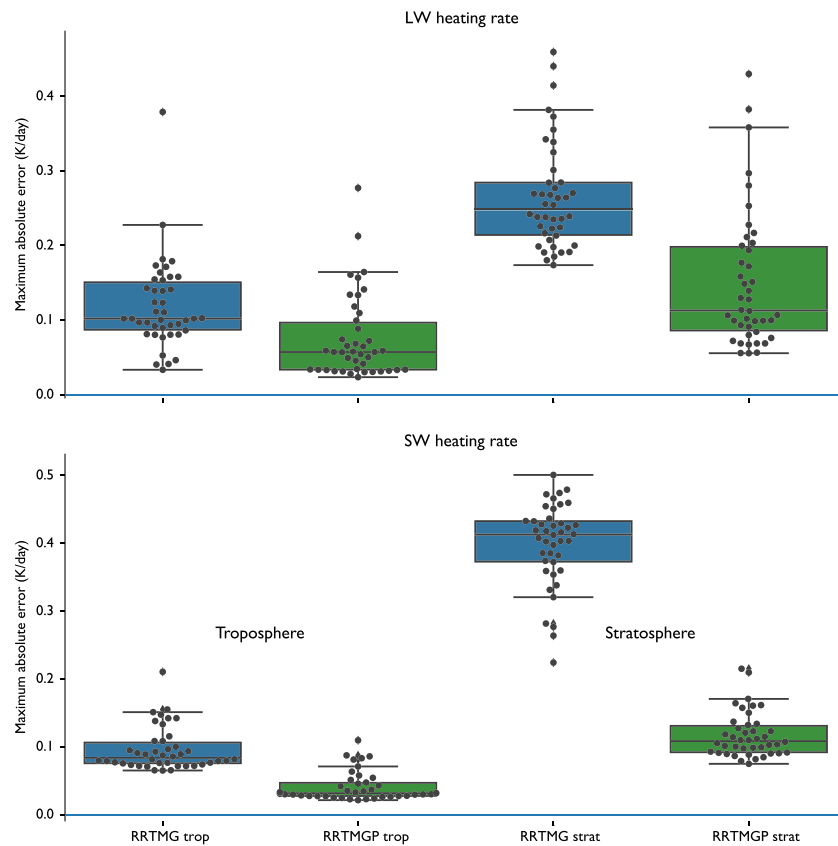 LW heating rate
Maximum absolute error (K/day)
0.4
0.3
0.2
0.1
0.0
SW heating rate
Maximum absolute error (K/day)
0.5
0.4
0.3
0.2
0.1
0.0
Troposphere
Stratosphere
RRTMG trop
RRTMGP trop
RRTMG strat
RRTMGP strat